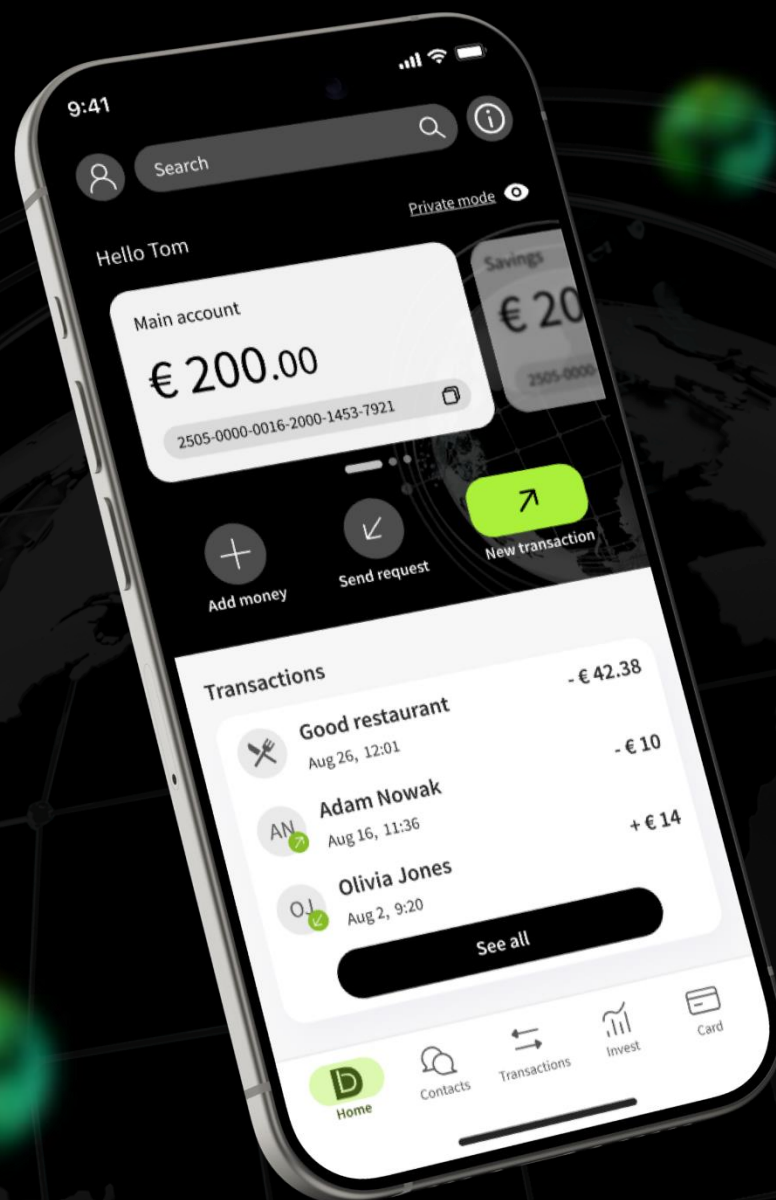 9:41
Search
Private mode
Hello Tom
Main account
€ 200.00
2505-0000-0016-2000-1453-7921
Savings
€ 20
2505-0000-
Add money
Send request
New transaction
Transactions
Good restaurant
- € 42.38
Aug 26, 12:01
AN
Adam Nowak
- € 10
Aug 16, 11:36
OJ
Olivia Jones
+ € 14
Aug 2, 9:20
See all
Home
Contacts
Transactions
Invest
Card